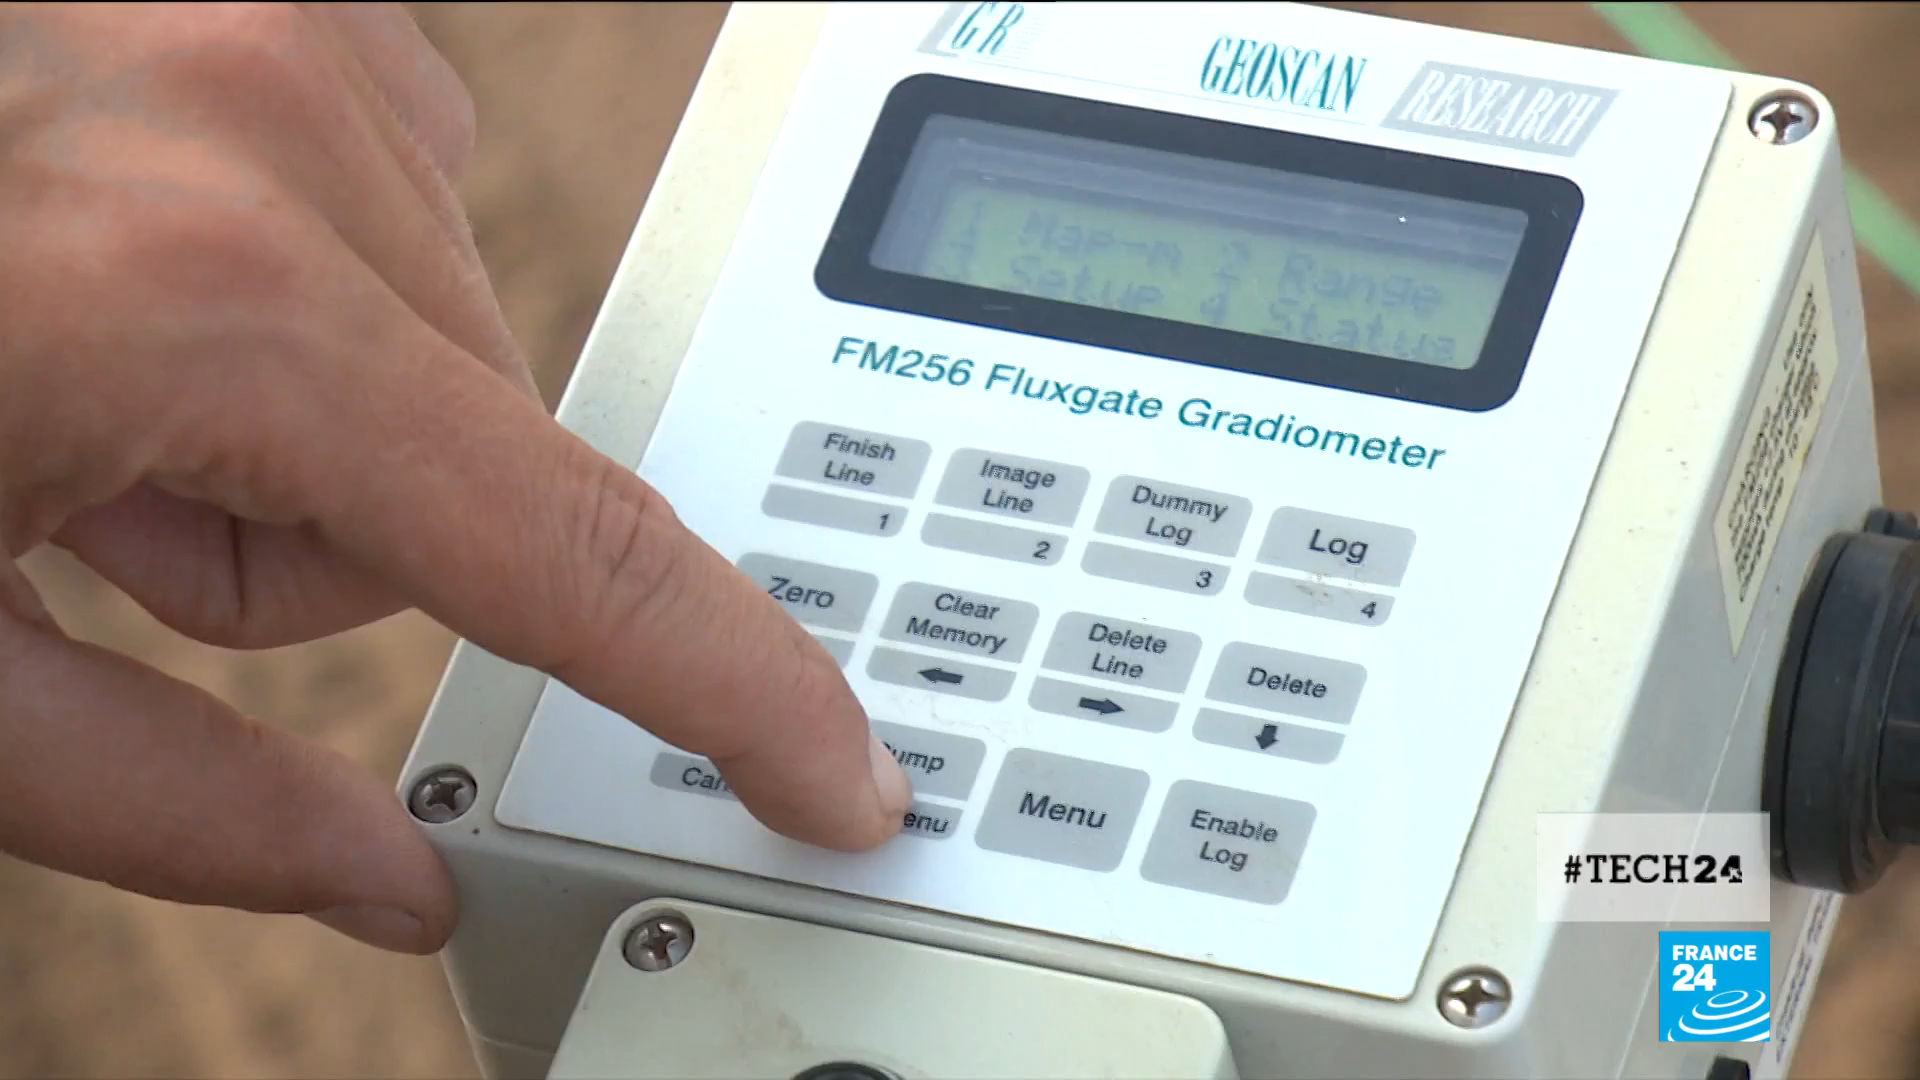 GR GEOSCAN RESEARCH
1 Map-m 2 Range
3 Setup 4 Status
FM256 Fluxgate Gradiometer
Finish
Line
1
Image
Line
2
Dummy
Log
3
Log
4
Zero
Clear
Memory
Delete
Line
Delete
Menu
Enable
Log
#TECH24
FRANCE
24